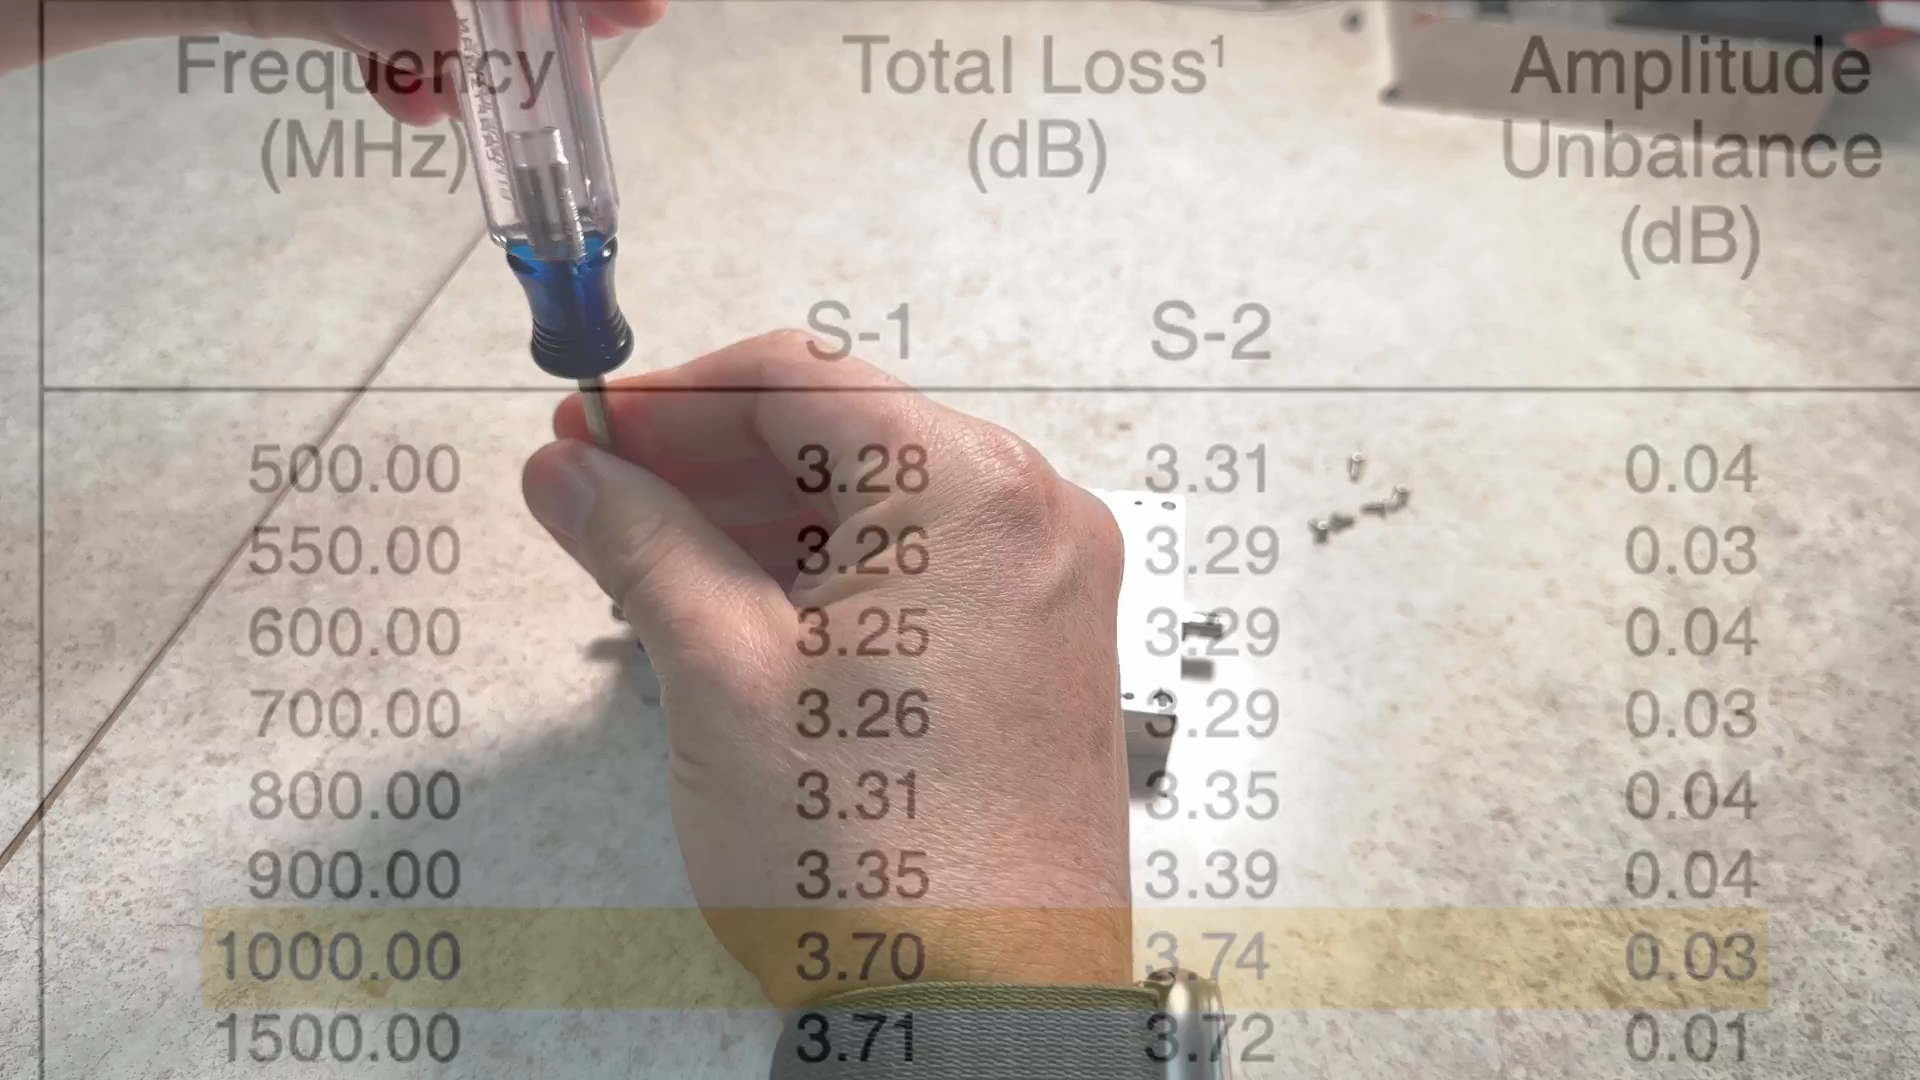 Frequency Total Loss¹ Amplitude
(MHz) (dB) Unbalance
(dB)
S-1 S-2
500.00 3.28 3.31 0.04
550.00 3.26 3.29 0.03
600.00 3.25 3.29 0.04
700.00 3.26 3.29 0.03
800.00 3.31 3.35 0.04
900.00 3.35 3.39 0.04
1000.00 3.70 3.74 0.03
1500.00 3.71 3.72 0.01